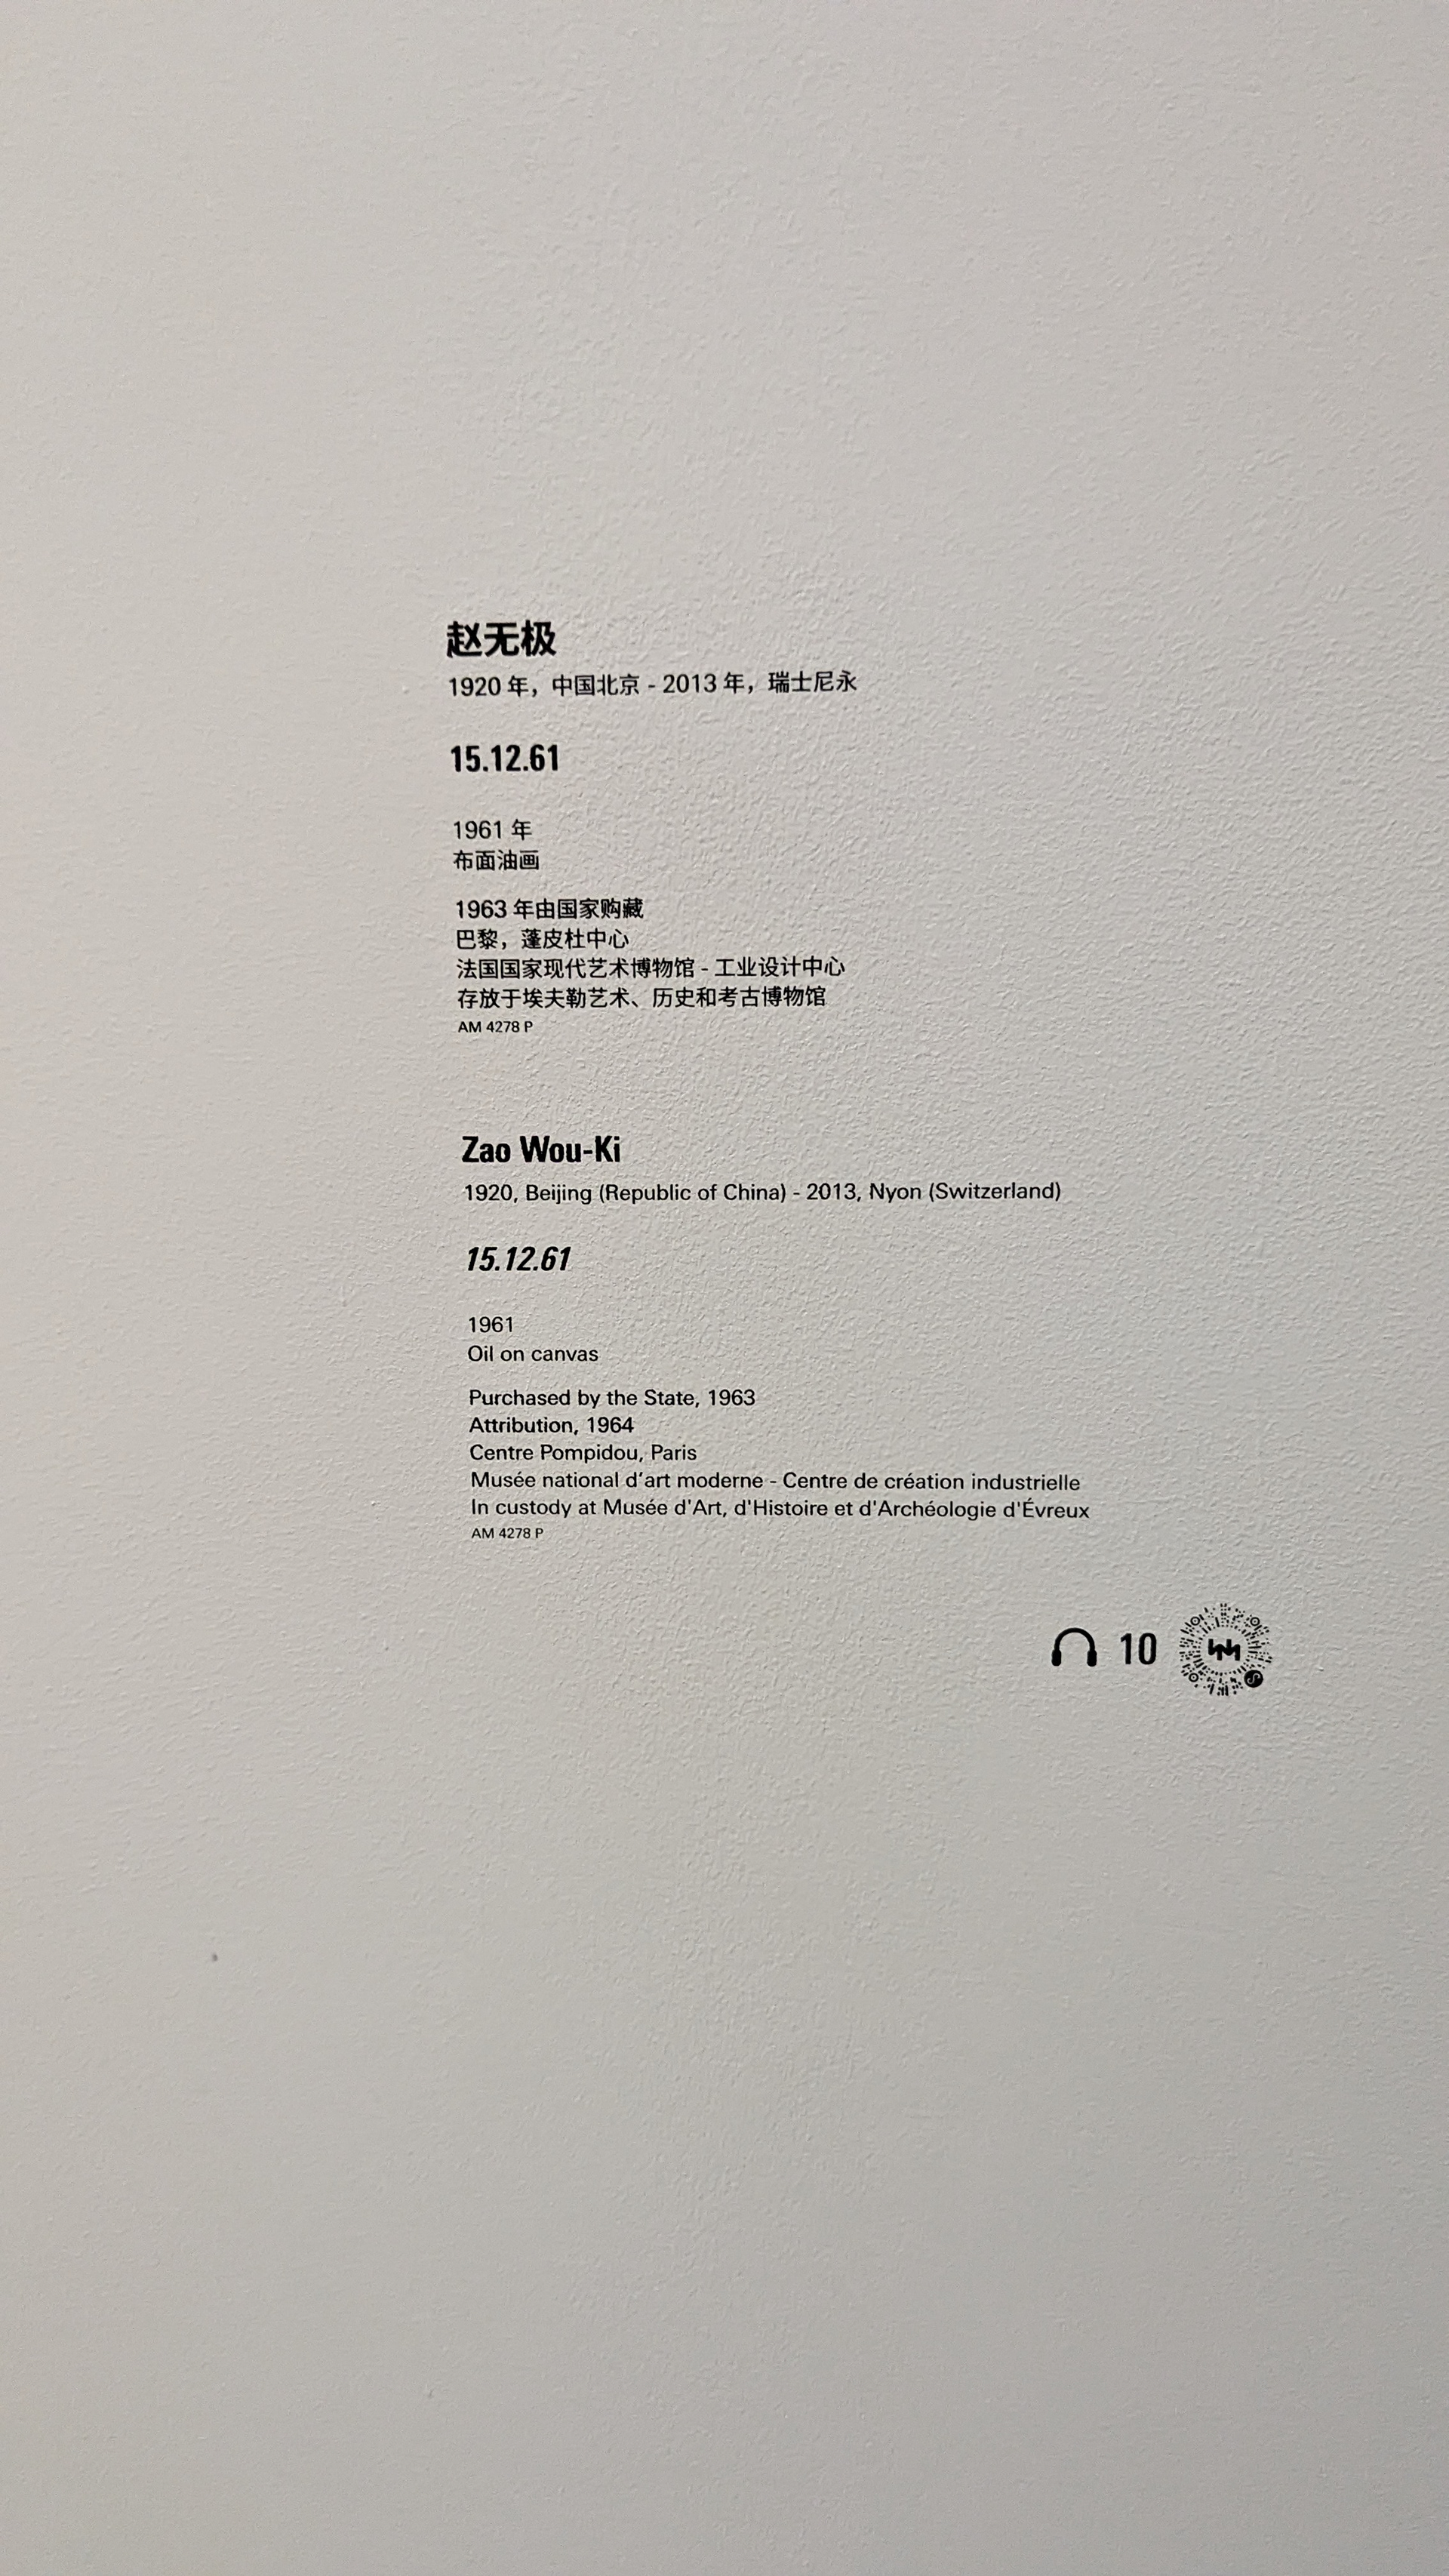 赵无极
1920 年，中国北京 - 2013 年，瑞士尼永
15.12.61
1961 年
布面油画
1963 年由国家购藏
巴黎，蓬皮杜中心
法国国家现代艺术博物馆 - 工业设计中心
存放于埃夫勒艺术、历史和考古博物馆
AM 4278 P
Zao Wou-Ki
1920, Beijing (Republic of China) - 2013, Nyon (Switzerland)
15.12.61
1961
Oil on canvas
Purchased by the State, 1963
Attribution, 1964
Centre Pompidou, Paris
Musée national d’art moderne - Centre de création industrielle
In custody at Musée d'Art, d'Histoire et d'Archéologie d'Évreux
AM 4278 P
10